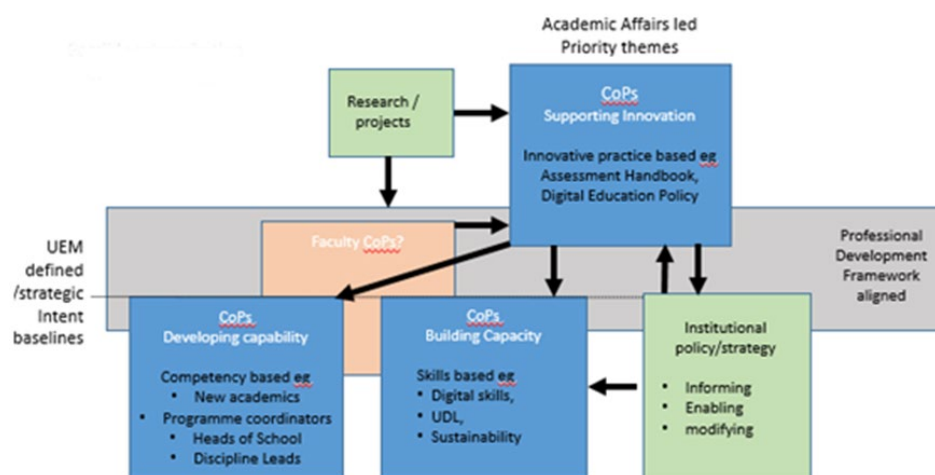 Academic Affairs led
Priority themes
Research /
projects
CoPs
Supporting Innovation
Innovative practice based eg
Assessment Handbook,
Digital Education Policy
UEM
defined
/strategic
Intent
baselines
Faculty CoPs?
Professional
Development
Framework
aligned
CoPs
Developing capability
Competency based eg
• New academics
• Programme coordinators
• Heads of School
• Discipline Leads
CoPs
Building Capacity
Skills based eg
• Digital skills,
• UDL,
• Sustainability
Institutional
policy/strategy
• Informing
• Enabling
• modifying